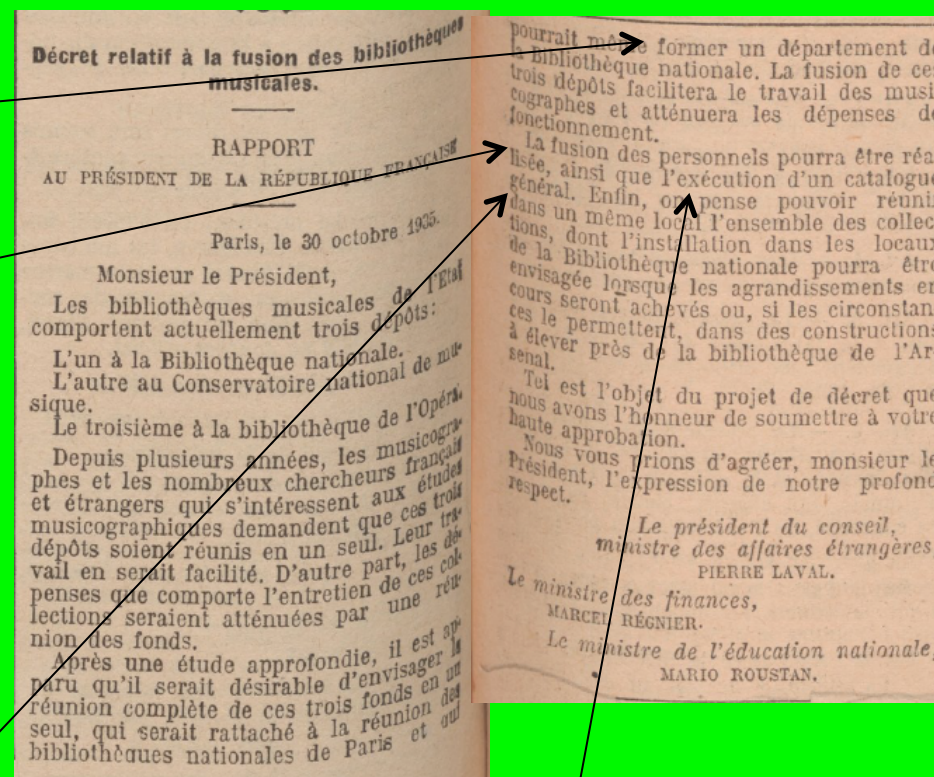 Décret relatif à la fusion des bibliothèques
musicales.
RAPPORT
AU PRÉSIDENT DE LA RÉPUBLIQUE FRANÇAISE
Paris, le 30 octobre 1935.
Monsieur le Président,
Les bibliothèques musicales de l'Etat
comportent actuellement trois dépôts:
L'un à la Bibliothèque nationale.
L'autre au Conservatoire national de mu-
sique.
Le troisième à la bibliothèque de l'Opéra.
Depuis plusieurs années, les musicogra-
phes et les nombreux chercheurs français
et étrangers qui s'intéressent aux études
musicographiques demandent que ces trois
dépôts soient réunis en un seul. Leur tra-
vail en serait facilité. D'autre part, les dé-
penses que comporte l'entretien de ces col-
lections seraient atténuées par une réu-
nion des fonds.
Après une étude approfondie, il est ap-
paru qu'il serait désirable d'envisager la
réunion complète de ces trois fonds en un
seul, qui serait rattaché à la réunion des
bibliothèques nationales de Paris et qui
pourrait même former un département de
la Bibliothèque nationale. La fusion de ces
trois dépôts facilitera le travail des musi
cographes et atténuera les dépenses de
fonctionnement.
La fusion des personnels pourra être réa
lisée, ainsi que l'exécution d'un catalogue
général. Enfin, on pense pouvoir réunir
dans un même local l'ensemble des collec
tions, dont l'installation dans les locaux
de la Bibliothèque nationale pourra être
envisagée lorsque les agrandissements en
cours seront achevés ou, si les circonstan
ces le permettent, dans des constructions
à élever près de la bibliothèque de l'Ar
senal.
Tel est l'objet du projet de décret que
nous avons l'honneur de soumettre à votre
haute approbation.
Nous vous prions d'agréer, monsieur le
Président, l'expression de notre profond
respect.
Le président du conseil,
ministre des affaires étrangères
PIERRE LAVAL.
Le ministre des finances,
MARCEL RÉGNIER.
Le ministre de l'éducation nationale,
MARIO ROUSTAN.